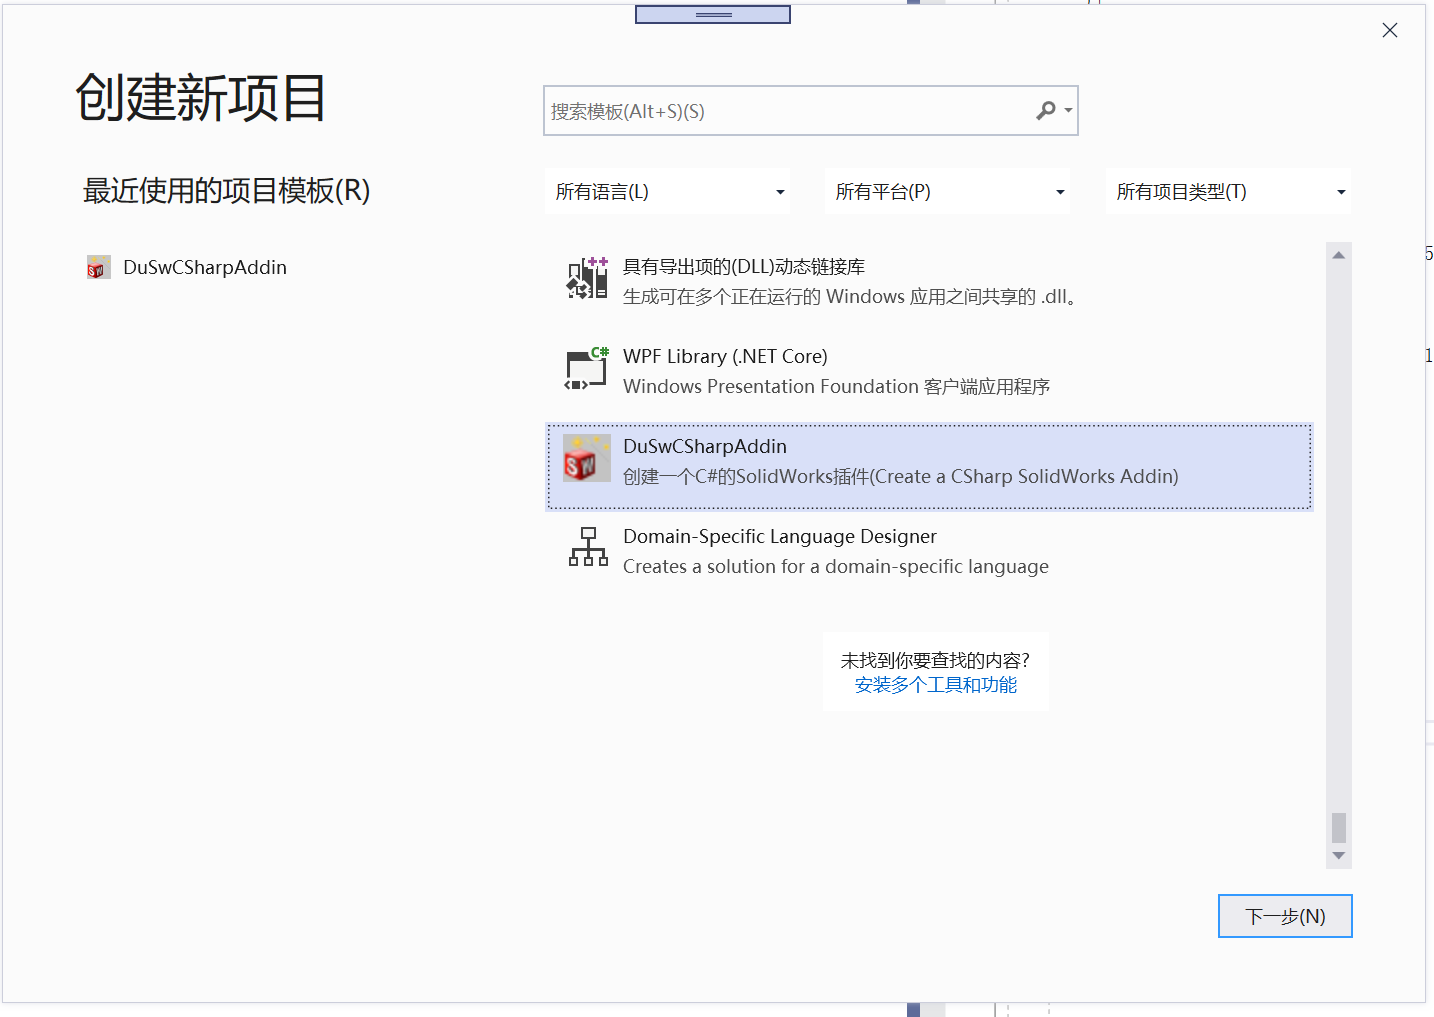 创建新项目
搜索模板(Alt+S)(S)
最近使用的项目模板(R)
所有语言(L)
所有平台(P)
所有项目类型(T)
DuSwCSharpAddin
具有导出项的(DLL)动态链接库
生成可在多个正在运行的 Windows 应用之间共享的 .dll。
WPF Library (.NET Core)
Windows Presentation Foundation 客户端应用程序
DuSwCSharpAddin
创建一个C#的SolidWorks插件(Create a CSharp SolidWorks Addin)
Domain-Specific Language Designer
Creates a solution for a domain-specific language
未找到你要查找的内容?
安装多个工具和功能
下一步(N)
5
1